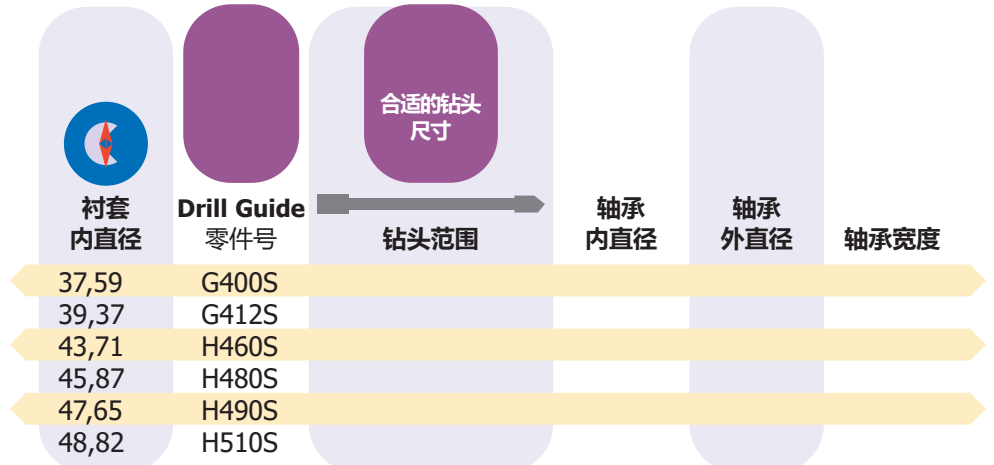 合适的钻头
尺寸
衬套
内直径
Drill Guide
零件号
钻头范围
轴承
内直径
轴承
外直径
轴承宽度
37,59 G400S
39,37 G412S
43,71 H460S
45,87 H480S
47,65 H490S
48,82 H510S